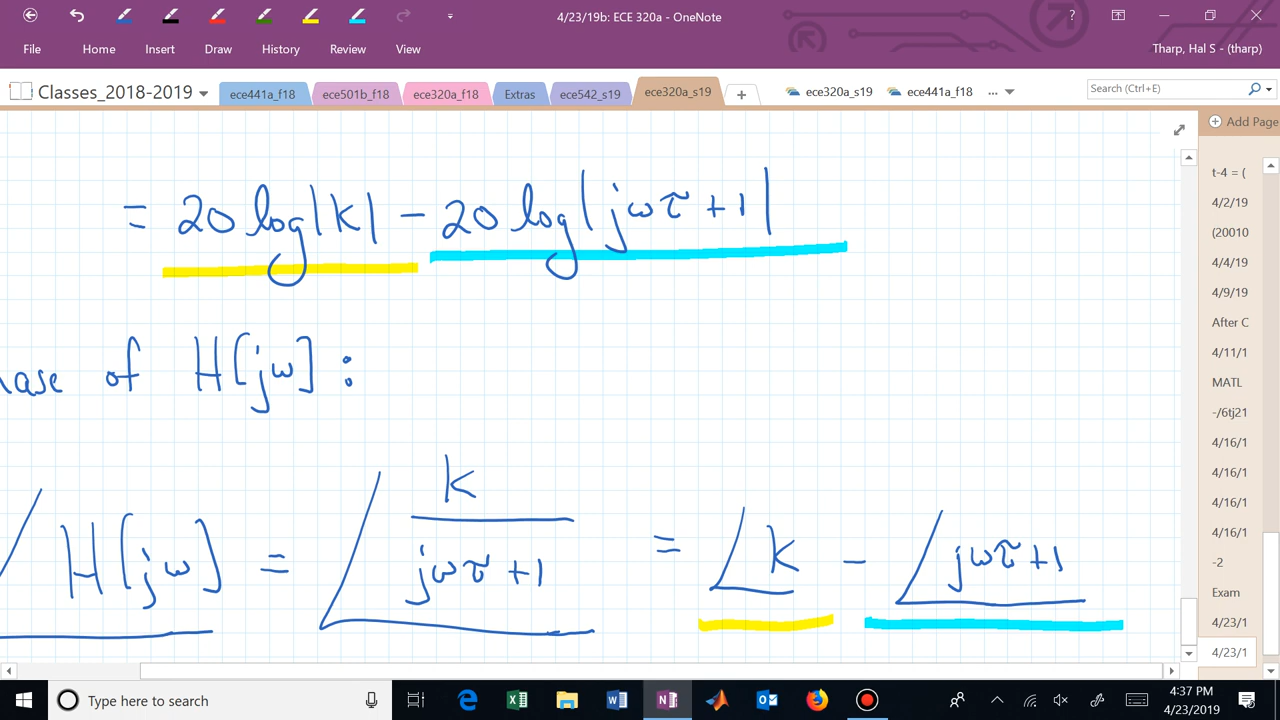 4/23/19b: ECE 320a - OneNote
?
File Home Insert Draw History Review View
Tharp, Hal S - (tharp)
Classes_2018-2019
ece441a_f18 ece501b_f18 ece320a_f18 Extras ece542_s19 ece320a_s19 + ece320a_s19 ece441a_f18 ...
Search (Ctrl+E)
Add Page
t-4 = (
4/2/19
(20010
4/4/19
4/9/19
After C
4/11/1
MATL
-/6tj21
4/16/1
4/16/1
4/16/1
4/16/1
-2
Exam
4/23/1
4/23/1
= 20 log|K| - 20 log|jωτ+1|
hase of H[jω]:
∠H[jω] = ∠K/(jωτ+1) = ∠K - ∠jωτ+1
Type here to search
4:37 PM
4/23/2019